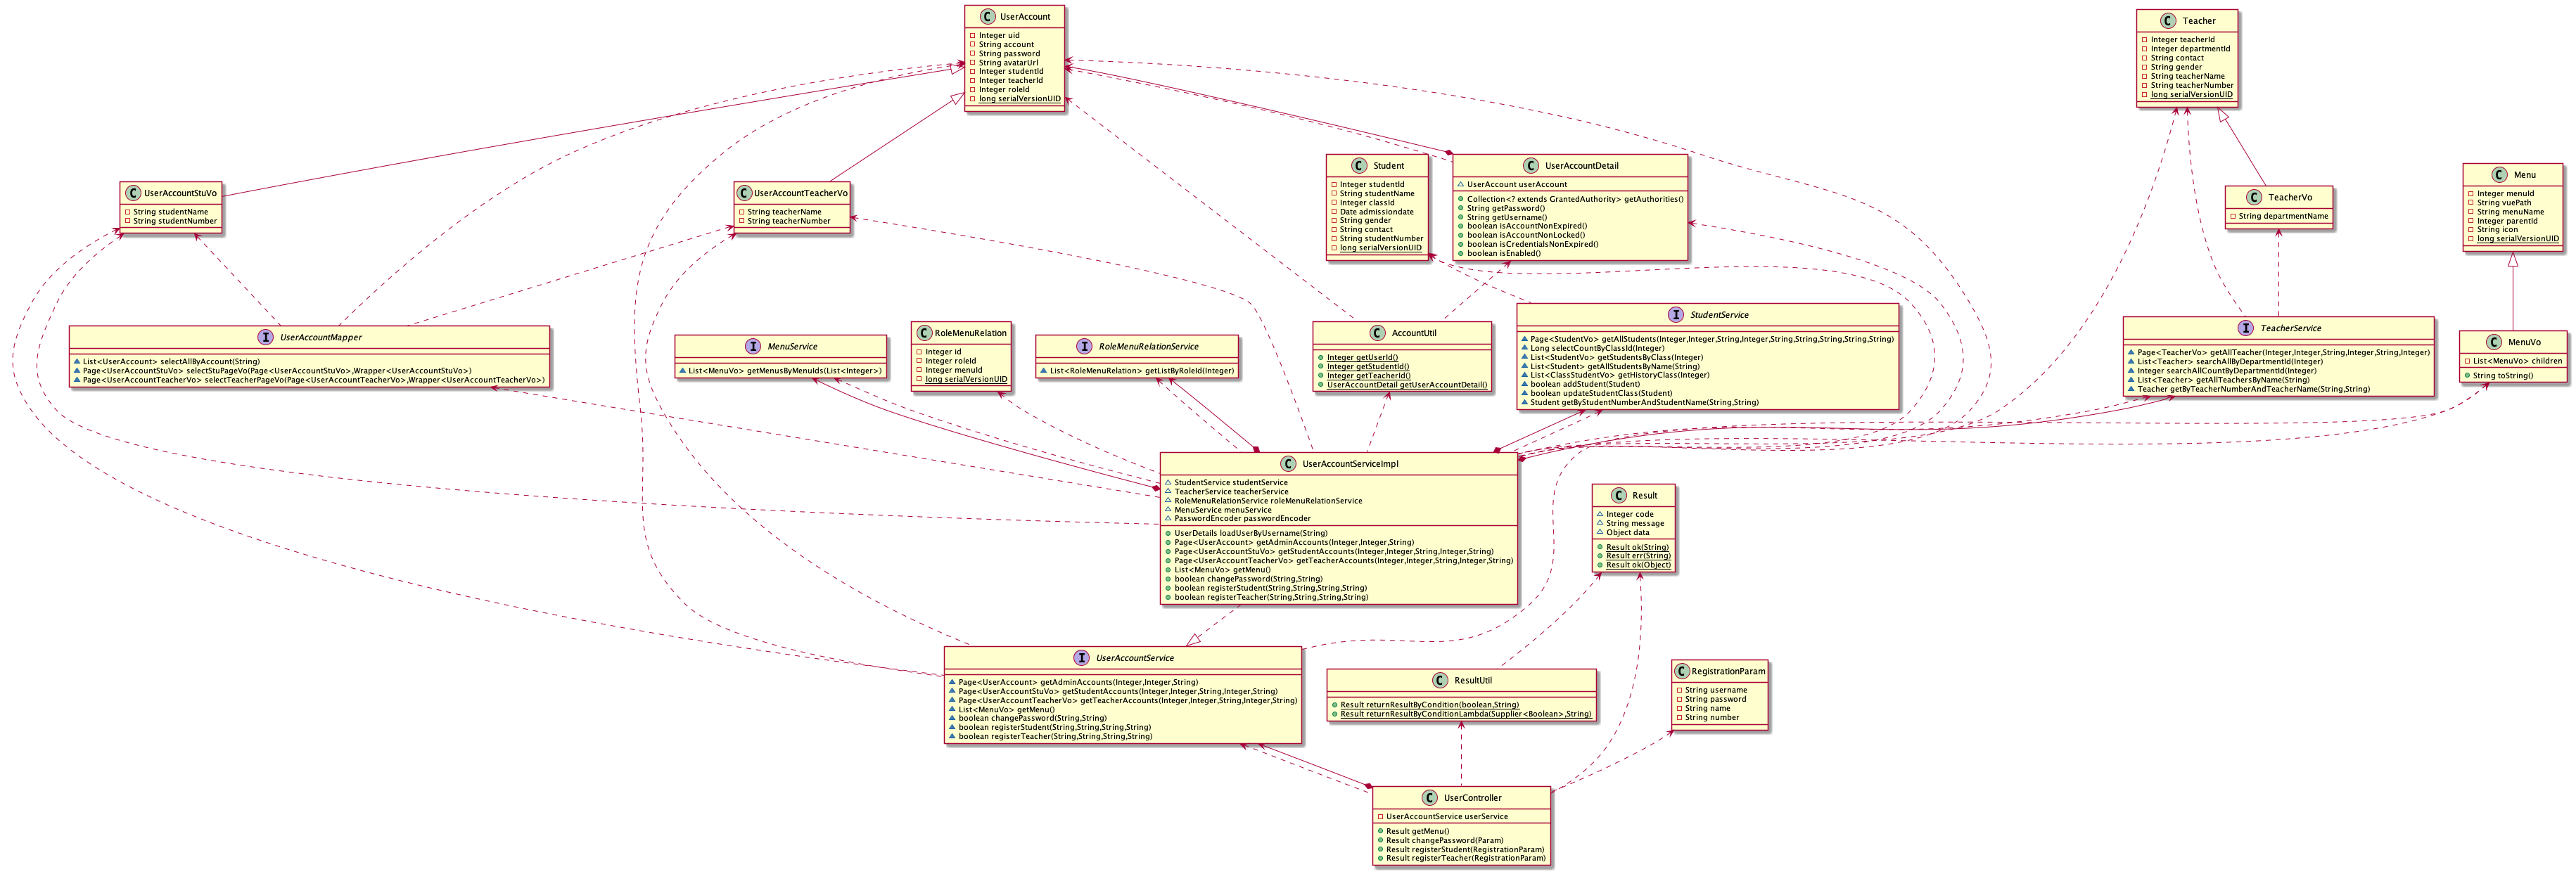 UserAccount
Integer uid
String account
String password
String avatarUrl
Integer studentId
Integer teacherId
Integer roleId
long serialVersionUID
Teacher
Integer teacherId
Integer departmentId
String contact
String gender
String teacherName
String teacherNumber
long serialVersionUID
UserAccountStuVo
String studentName
String studentNumber
UserAccountTeacherVo
String teacherName
String teacherNumber
Student
Integer studentId
String studentName
Integer classId
Date admissiondate
String gender
String contact
String studentNumber
long serialVersionUID
UserAccountDetail
UserAccount userAccount
Collection<? extends GrantedAuthority> getAuthorities()
String getPassword()
String getUsername()
boolean isAccountNonExpired()
boolean isAccountNonLocked()
boolean isCredentialsNonExpired()
boolean isEnabled()
TeacherVo
String departmentName
Menu
Integer menuId
String vuePath
String menuName
Integer parentId
String icon
long serialVersionUID
UserAccountMapper
List<UserAccount> selectAllByAccount(String)
Page<UserAccountStuVo> selectStuPageVo(Page<UserAccountStuVo>,Wrapper<UserAccountStuVo>)
Page<UserAccountTeacherVo> selectTeacherPageVo(Page<UserAccountTeacherVo>,Wrapper<UserAccountTeacherVo>)
MenuService
List<MenuVo> getMenusByMenuIds(List<Integer>)
RoleMenuRelation
Integer id
Integer roleId
Integer menuId
long serialVersionUID
RoleMenuRelationService
List<RoleMenuRelation> getListByRoleId(Integer)
AccountUtil
Integer getUserId()
Integer getStudentId()
Integer getTeacherId()
UserAccountDetail getUserAccountDetail()
StudentService
Page<StudentVo> getAllStudents(Integer,Integer,String,Integer,String,String,String,String,String)
Long selectCountByClassId(Integer)
List<StudentVo> getStudentsByClass(Integer)
List<Student> getAllStudentsByName(String)
List<ClassStudentVo> getHistoryClass(Integer)
boolean addStudent(Student)
boolean updateStudentClass(Student)
Student getByStudentNumberAndStudentName(String,String)
TeacherService
Page<TeacherVo> getAllTeacher(Integer,Integer,String,Integer,String,Integer)
List<Teacher> searchAllByDepartmentId(Integer)
Integer searchAllCountByDepartmentId(Integer)
List<Teacher> getAllTeachersByName(String)
Teacher getByTeacherNumberAndTeacherName(String,String)
MenuVo
List<MenuVo> children
String toString()
UserAccountServiceImpl
StudentService studentService
TeacherService teacherService
RoleMenuRelationService roleMenuRelationService
MenuService menuService
PasswordEncoder passwordEncoder
UserDetails loadUserByUsername(String)
Page<UserAccount> getAdminAccounts(Integer,Integer,String)
Page<UserAccountStuVo> getStudentAccounts(Integer,Integer,String,Integer,String)
Page<UserAccountTeacherVo> getTeacherAccounts(Integer,Integer,String,Integer,String)
List<MenuVo> getMenu()
boolean changePassword(String,String)
boolean registerStudent(String,String,String,String)
boolean registerTeacher(String,String,String,String)
Result
Integer code
String message
Object data
Result ok(String)
Result err(String)
Result ok(Object)
UserAccountService
Page<UserAccount> getAdminAccounts(Integer,Integer,String)
Page<UserAccountStuVo> getStudentAccounts(Integer,Integer,String,Integer,String)
Page<UserAccountTeacherVo> getTeacherAccounts(Integer,Integer,String,Integer,String)
List<MenuVo> getMenu()
boolean changePassword(String,String)
boolean registerStudent(String,String,String,String)
boolean registerTeacher(String,String,String,String)
ResultUtil
Result returnResultByCondition(boolean,String)
Result returnResultByConditionLambda(Supplier<Boolean>,String)
RegistrationParam
String username
String password
String name
String number
UserController
UserAccountService userService
Result getMenu()
Result changePassword(Param)
Result registerStudent(RegistrationParam)
Result registerTeacher(RegistrationParam)